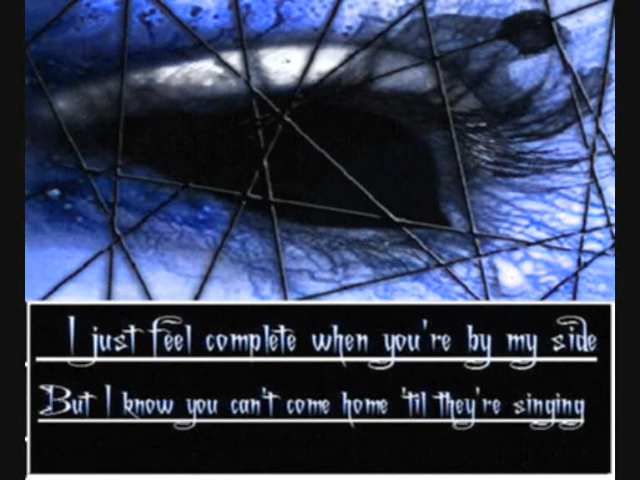 I just feel complete when you're by my side
But I know you can't come home 'til they're singing